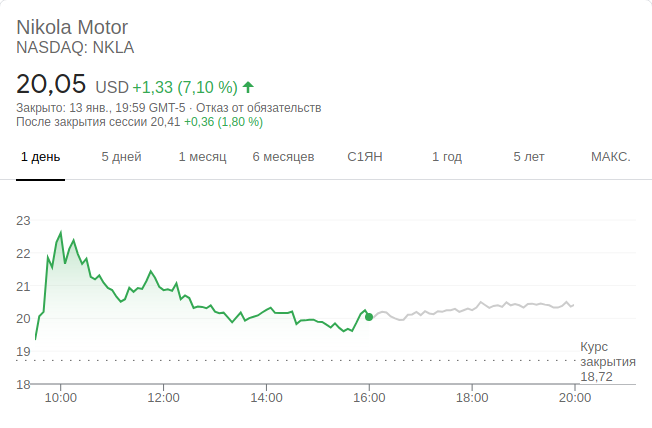 Nikola Motor
NASDAQ: NKLA
20,05 USD +1,33 (7,10 %)
Закрыто: 13 янв., 19:59 GMT-5 · Отказ от обязательств
После закрытия сессии 20,41 +0,36 (1,80 %)
1 день 5 дней 1 месяц 6 месяцев С1ЯН 1 год 5 лет МАКС.
23
22
21
20
19
Курс
закрытия
18,72
18
10:00 12:00 14:00 16:00 18:00 20:00